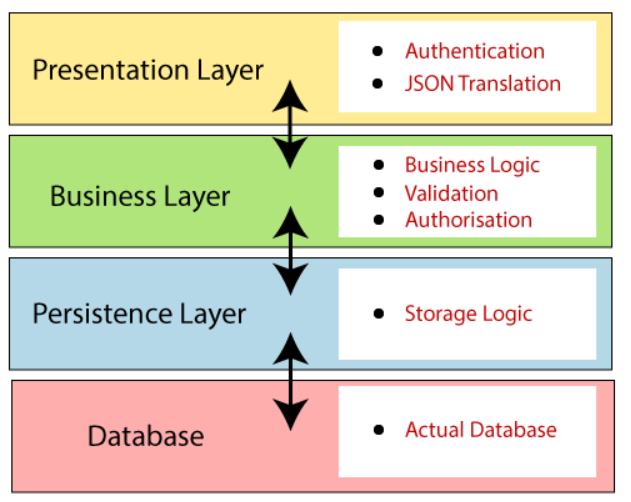 Presentation Layer
Authentication
JSON Translation
Business Layer
Business Logic
Validation
Authorisation
Persistence Layer
Storage Logic
Database
Actual Database